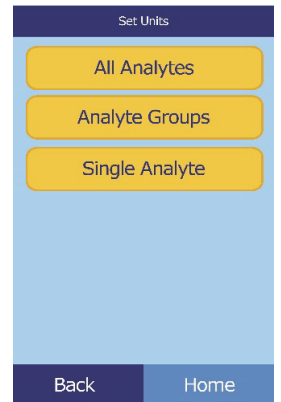 Set Units
All Analytes
Analyte Groups
Single Analyte
Back Home